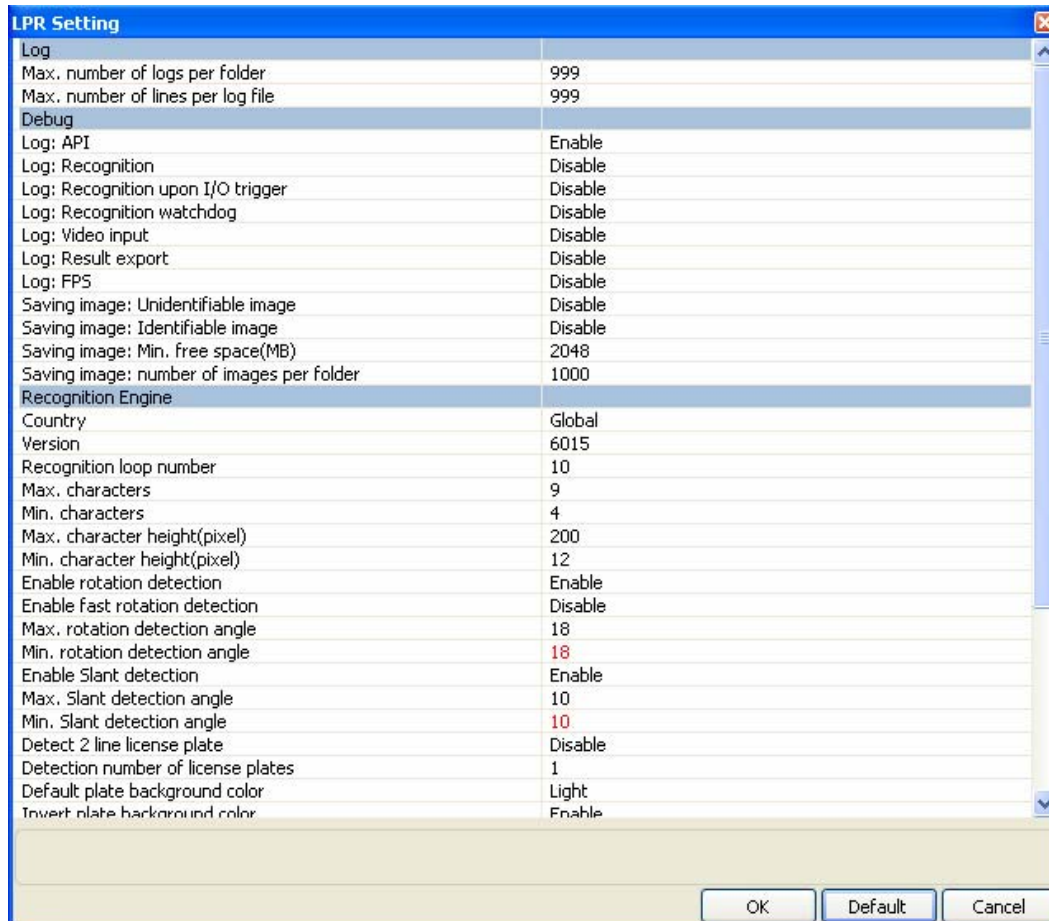 LPR Setting
Log
Max. number of logs per folder 999
Max. number of lines per log file 999
Debug
Log: API Enable
Log: Recognition Disable
Log: Recognition upon I/O trigger Disable
Log: Recognition watchdog Disable
Log: Video input Disable
Log: Result export Disable
Log: FPS Disable
Saving image: Unidentifiable image Disable
Saving image: Identifiable image Disable
Saving image: Min. free space(MB) 2048
Saving image: number of images per folder 1000
Recognition Engine
Country Global
Version 6015
Recognition loop number 10
Max. characters 9
Min. characters 4
Max. character height(pixel) 200
Min. character height(pixel) 12
Enable rotation detection Enable
Enable fast rotation detection Disable
Max. rotation detection angle 18
Min. rotation detection angle 18
Enable Slant detection Enable
Max. Slant detection angle 10
Min. Slant detection angle 10
Detect 2 line license plate Disable
Detection number of license plates 1
Default plate background color Light
Invert plate background color Enable
OK Default Cancel